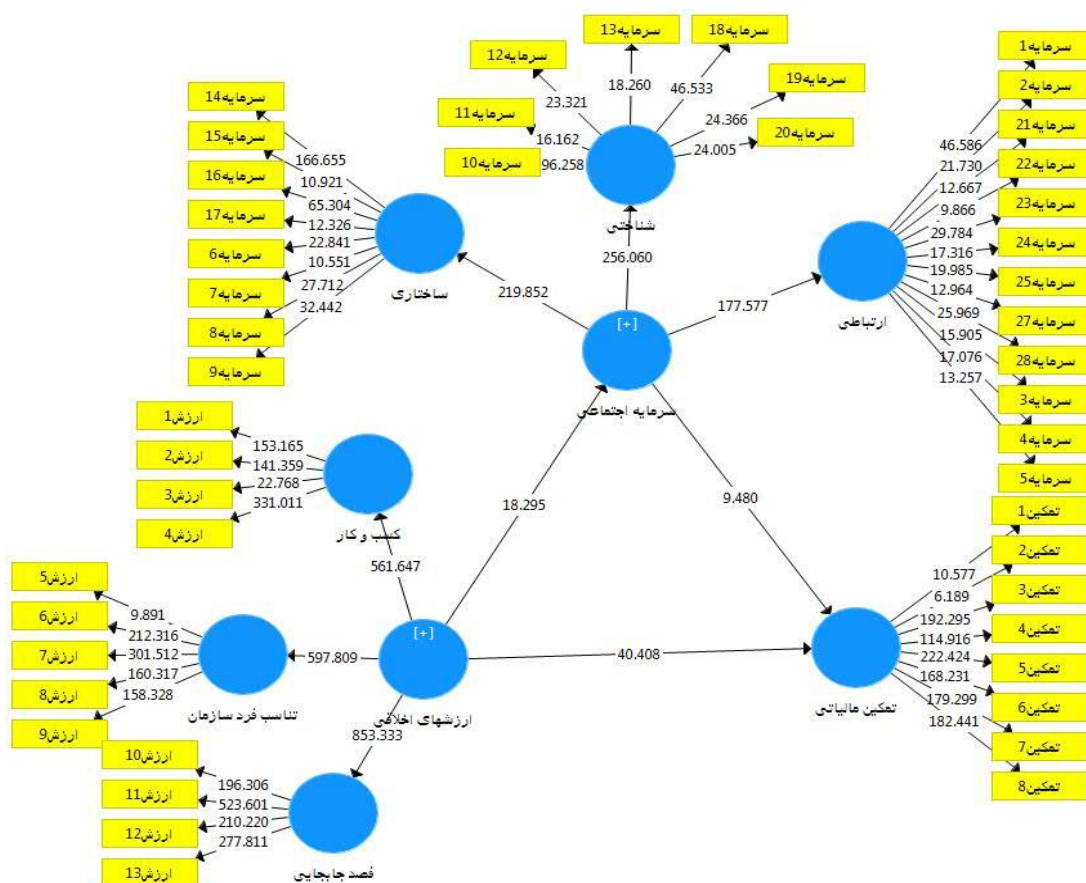 سرمایه13
سرمایه18
سرمایه12
سرمایه19
سرمایه11
سرمایه20
سرمایه10
18.260
46.533
23.321
24.366
16.162
24.005
96.258
شناختی
256.060
سرمایه14
سرمایه15
سرمایه16
سرمایه17
سرمایه6
سرمایه7
سرمایه8
سرمایه9
166.655
10.921
65.304
12.326
22.841
10.551
27.712
32.442
ساختاری
219.852
سرمایه1
سرمایه2
سرمایه21
سرمایه22
سرمایه23
سرمایه24
سرمایه25
سرمایه27
سرمایه28
سرمایه3
سرمایه4
سرمایه5
46.586
21.730
12.667
9.866
29.784
17.316
19.985
12.964
25.969
15.905
17.076
13.257
ارتباطی
177.577
[+]
سرمایه اجتماعی
18.295
9.480
ارزش1
ارزش2
ارزش3
ارزش4
153.165
141.359
22.768
331.011
کسب و کار
561.647
ارزش5
ارزش6
ارزش7
ارزش8
ارزش9
9.891
212.316
301.512
160.317
158.328
تناسب فرد سازمان
597.809
[+]
ارزشهای اخلاقی
40.408
853.333
ارزش10
ارزش11
ارزش12
ارزش13
196.306
523.601
210.220
277.811
قصد جابجایی
تمکین1
تمکین2
تمکین3
تمکین4
تمکین5
تمکین6
تمکین7
تمکین8
10.577
6.189
192.295
114.916
222.424
168.231
179.299
182.441
تمکین مالیاتی